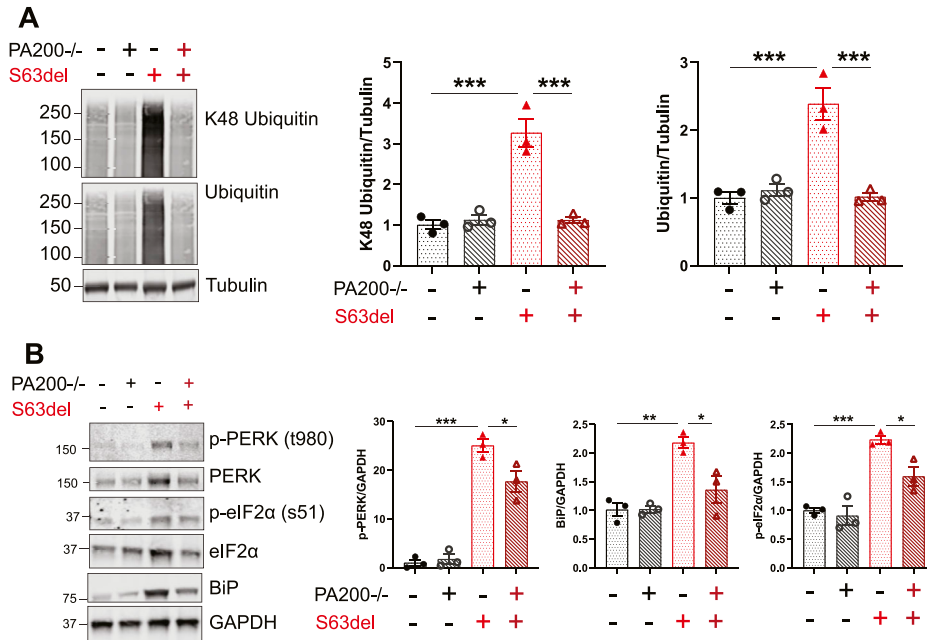 A
PA200-/- - + - +
S63del - - + +
250
150
100
K48 Ubiquitin
250
150
100
Ubiquitin
50
Tubulin
K48 Ubiquitin/Tubulin
6
5
4
3
2
1
0
*** ***
PA200-/- - + - +
S63del - - + +
Ubiquitin/Tubulin
3
2
1
0
*** ***
- + - +
- - + +
B
PA200-/- - + - +
S63del - - + +
150
p-PERK (t980)
150
PERK
37
p-eIF2α (s51)
37
eIF2α
75
BiP
37
GAPDH
p-PERK/GAPDH
30
20
10
0
*** *
PA200-/- - + - +
S63del - - + +
BiP/GAPDH
2.5
2.0
1.5
1.0
0.5
0.0
** *
- + - +
- - + +
p-eIF2α/GAPDH
2.5
2.0
1.5
1.0
0.5
0.0
*** *
- + - +
- - + +